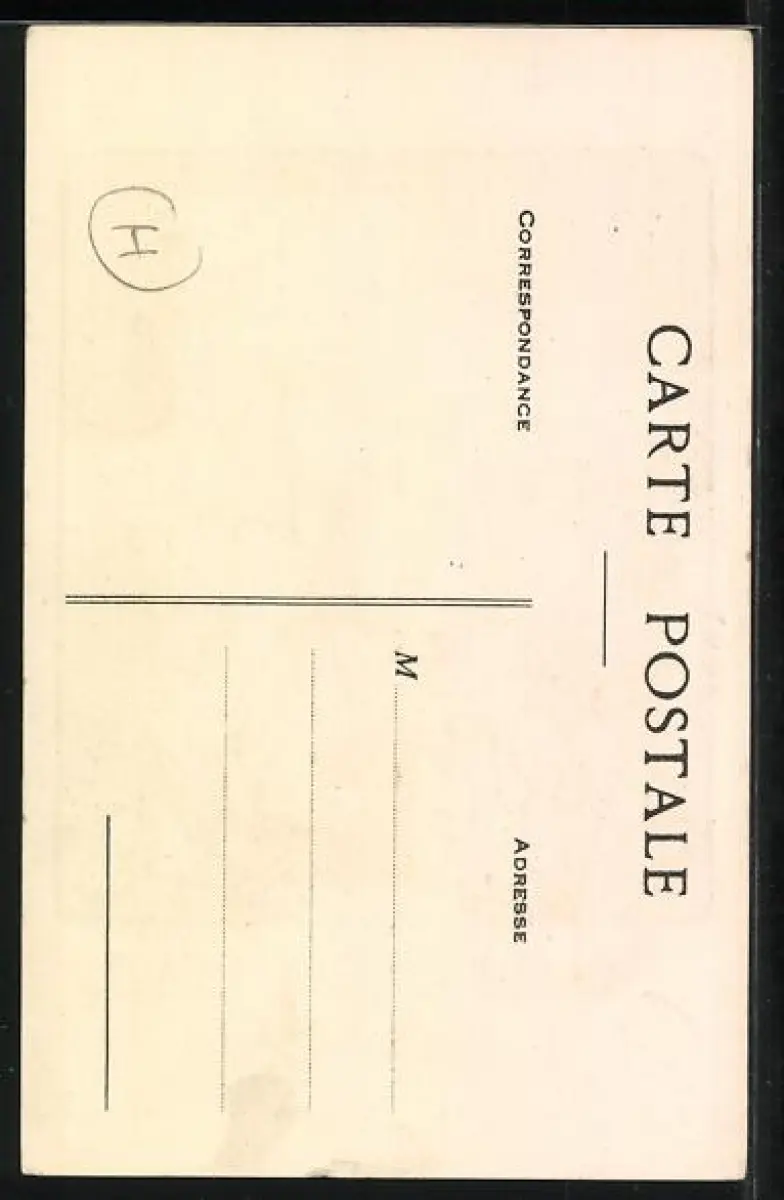 CARTE POSTALE
CORRESPONDANCE
ADRESSE
M
H